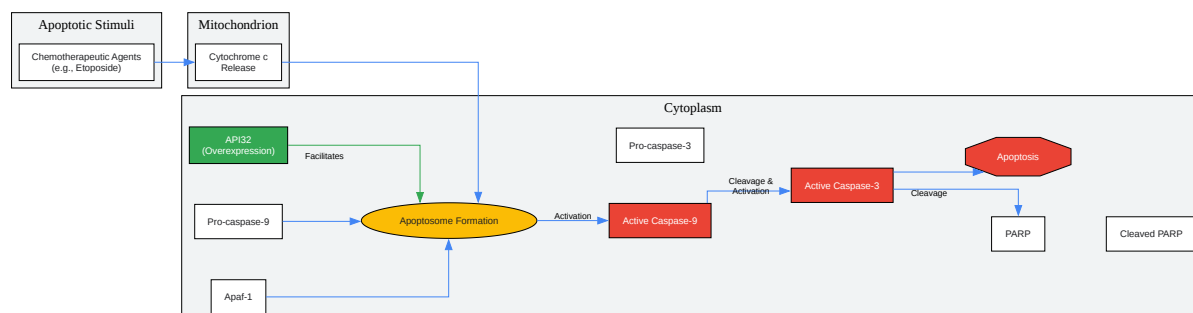 Apoptotic Stimuli
Chemotherapeutic Agents
(e.g., Etoposide)
Mitochondrion
Cytochrome c
Release
Cytoplasm
API32
(Overexpression)
Facilitates
Pro-caspase-9
Apaf-1
Apoptosome Formation
Activation
Pro-caspase-3
Active Caspase-9
Cleavage &
Activation
Active Caspase-3
Cleavage
Apoptosis
PARP
Cleaved PARP